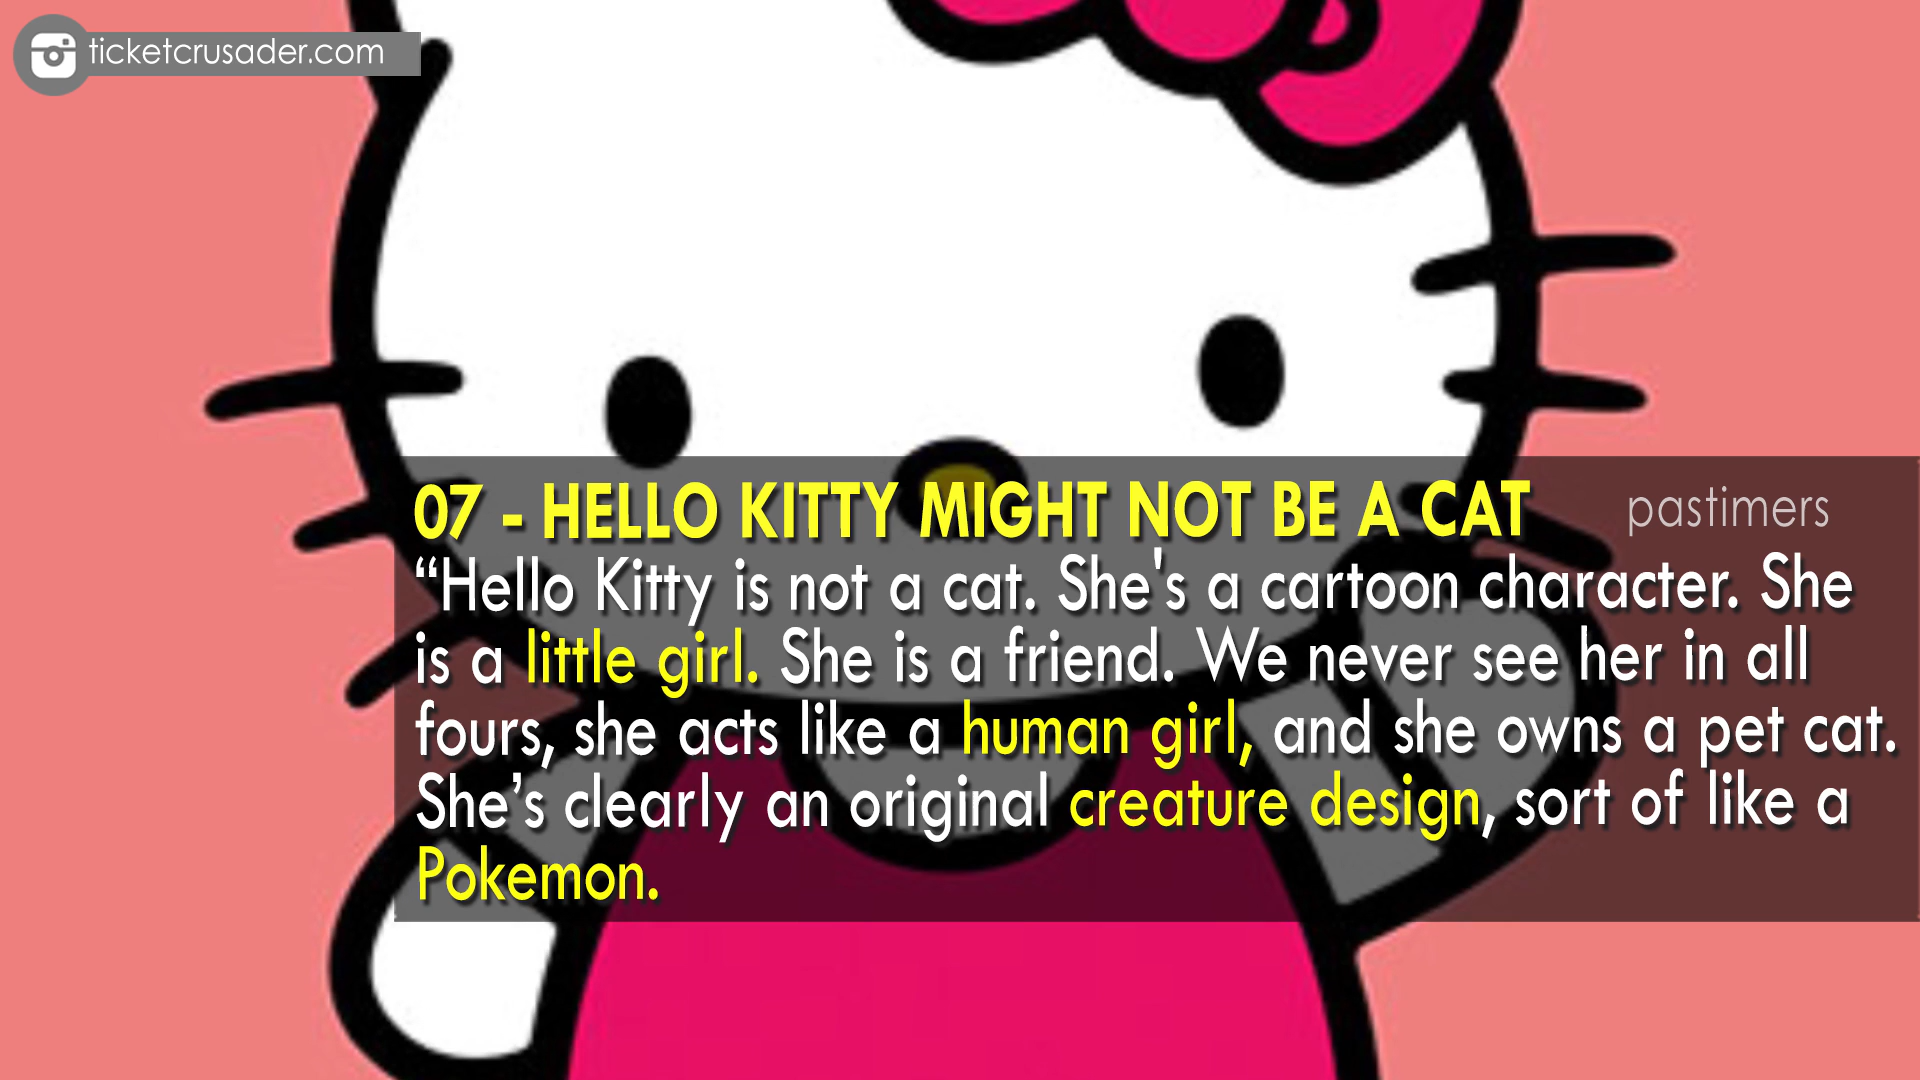 ticketcrusader.com
07 - HELLO KITTY MIGHT NOT BE A CAT
pastimers
“Hello Kitty is not a cat. She's a cartoon character. She
is a little girl. She is a friend. We never see her in all
fours, she acts like a human girl, and she owns a pet cat.
She’s clearly an original creature design, sort of like a
Pokemon.